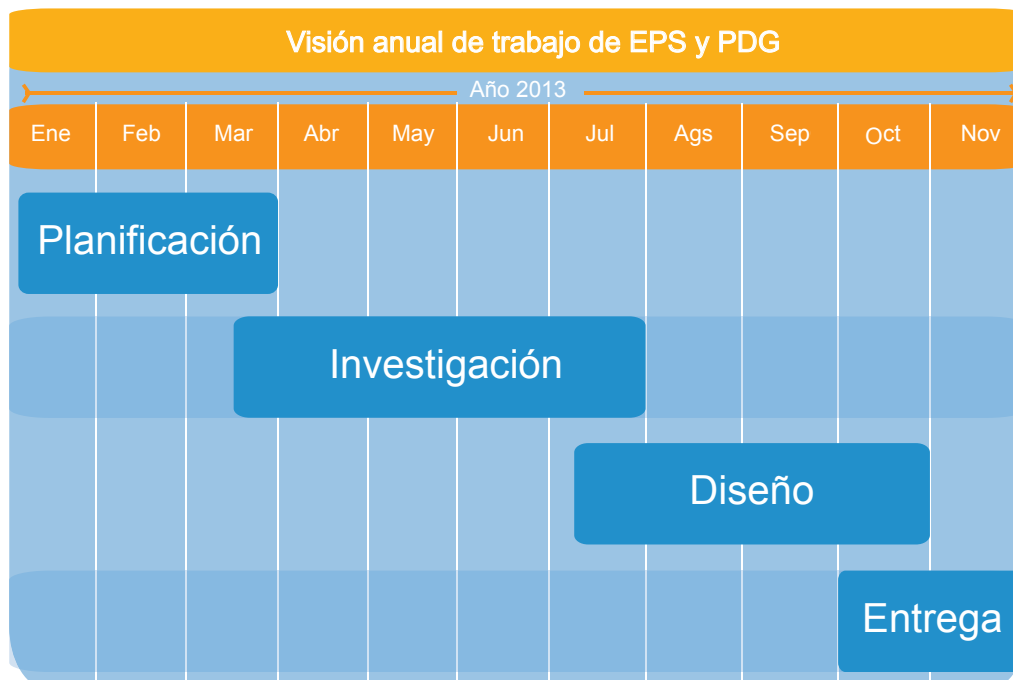 Visión anual de trabajo de EPS y PDG
Año 2013
Ene Feb Mar Abr May Jun Jul Ags Sep Oct Nov
Planificación
Investigación
Diseño
Entrega